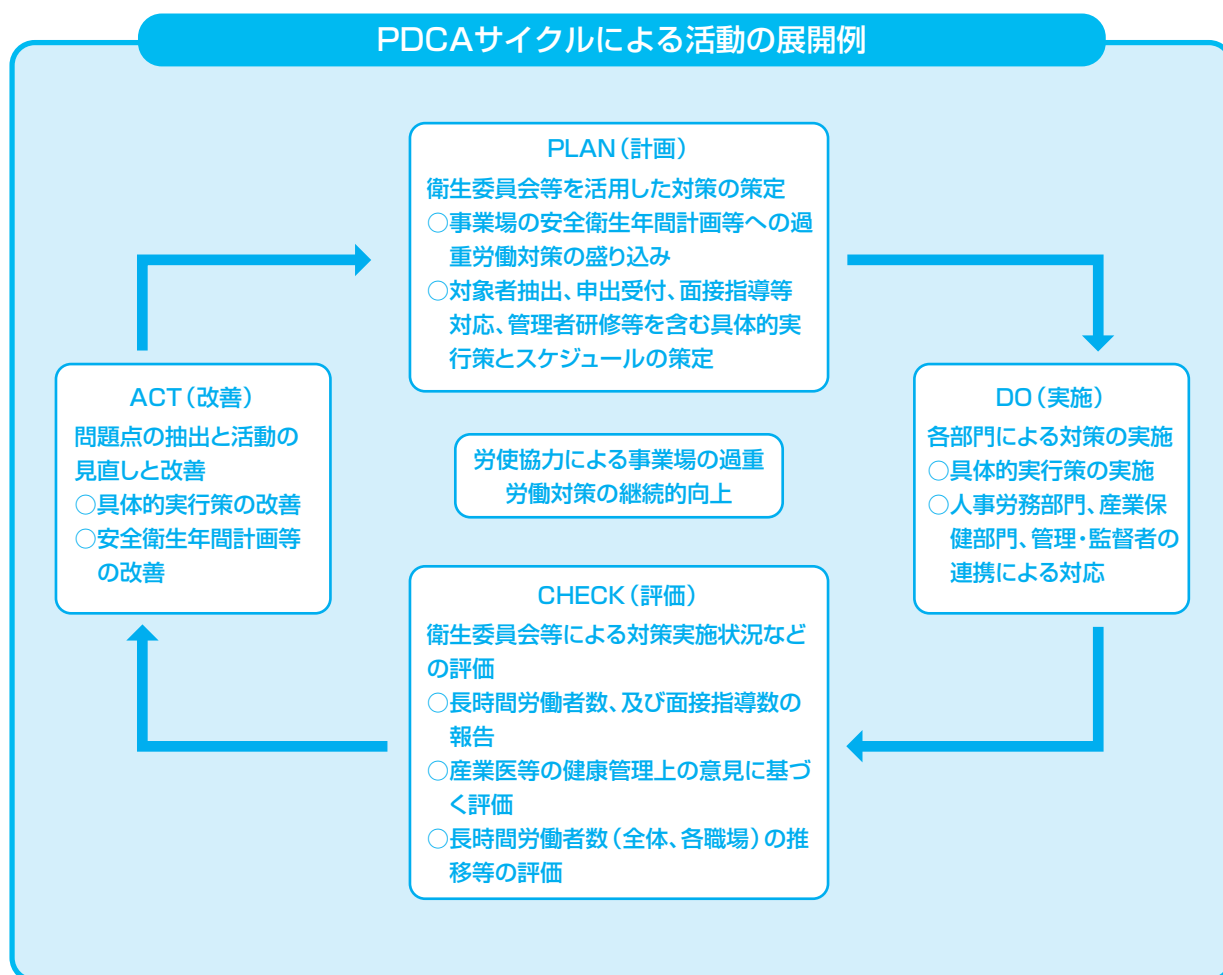 PDCAサイクルによる活動の展開例
PLAN(計画)
衛生委員会等を活用した対策の策定
○事業場の安全衛生年間計画等への過
重労働対策の盛り込み
○対象者抽出、申出受付、面接指導等
対応、管理者研修等を含む具体的実
行策とスケジュールの策定
DO(実施)
各部門による対策の実施
○具体的実行策の実施
○人事労務部門、産業保
健部門、管理・監督者の
連携による対応
CHECK(評価)
衛生委員会等による対策実施状況など
の評価
○長時間労働者数、及び面接指導数の
報告
○産業医等の健康管理上の意見に基づ
く評価
○長時間労働者数(全体、各職場)の推
移等の評価
ACT(改善)
問題点の抽出と活動の
見直しと改善
○具体的実行策の改善
○安全衛生年間計画等
の改善
労使協力による事業場の過重
労働対策の継続的向上